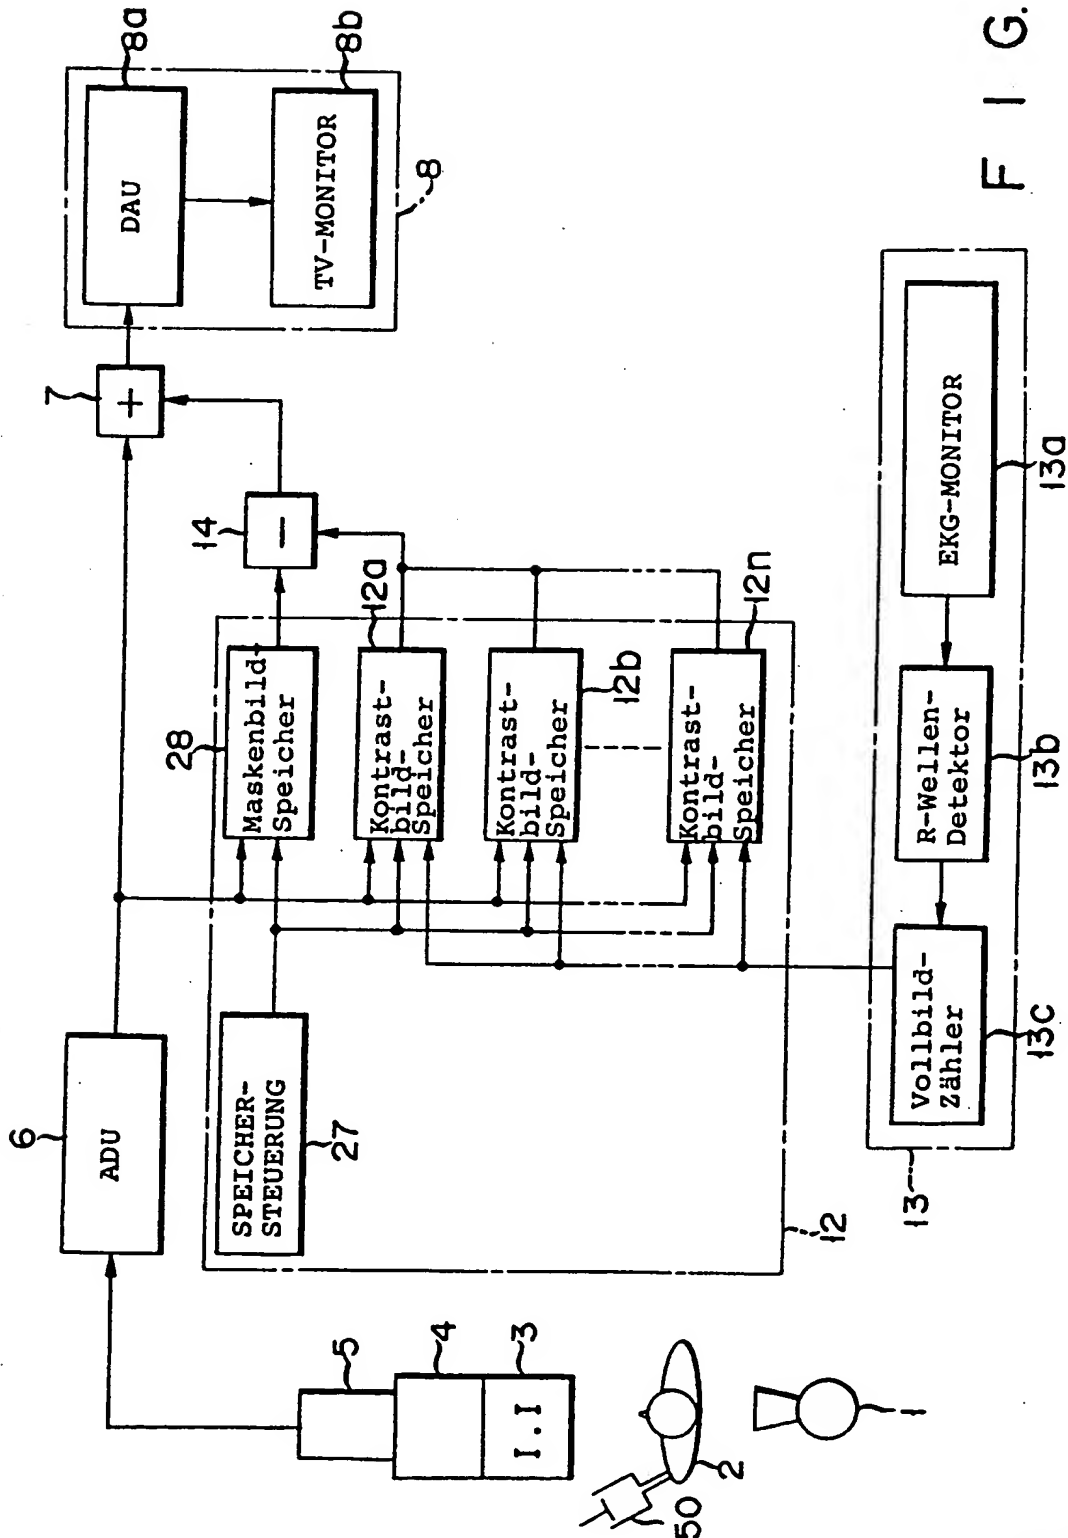 8a
DAU
8b
TV-MONITOR
8
7
+
14
-
28
Maskenbild-
Speicher
12a
Kontrast-
bild-
Speicher
12b
Kontrast-
bild-
Speicher
12n
Kontrast-
bild-
Speicher
6
ADU
SPEICHER-
STEUERUNG
27
12
5
4
3
I.I
2
50
1
EKG-MONITOR
13a
R-Wellen-
Detektor
13b
Vollbild-
Zähler
13c
13
FIG.